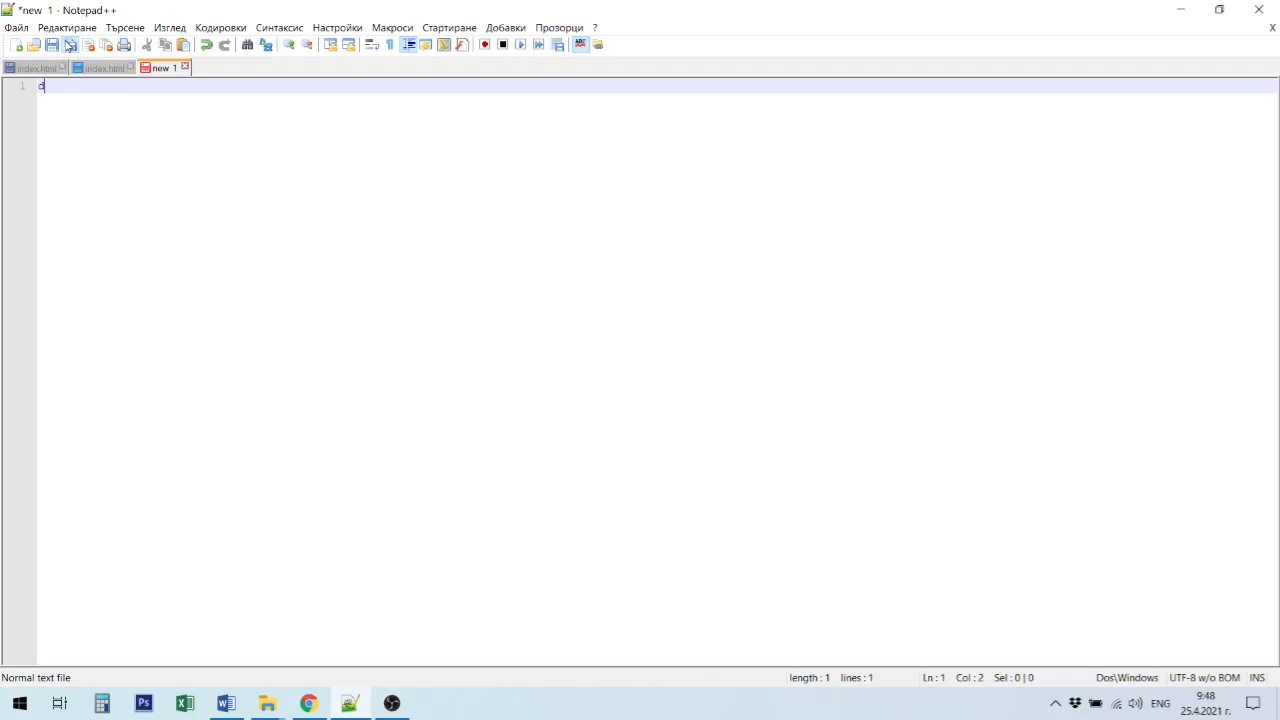 *new 1 - Notepad++
Файл Редактиране Търсене Изглед Кодировки Синтаксис Настройки Макроси Стартиране Добавки Прозорци ? X
index.html index.html new 1
1 d
Normal text file length : 1 lines : 1 Ln : 1 Col : 2 Sel : 0 | 0 Dos\Windows UTF-8 w/o BOM INS
Ps ЕНГ 9:48
25.4.2021 г.